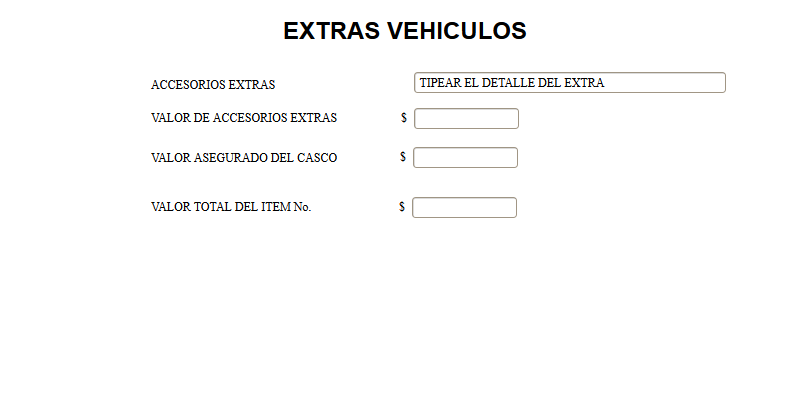 EXTRAS VEHICULOS
ACCESORIOS EXTRAS TIPEAR EL DETALLE DEL EXTRA
VALOR DE ACCESORIOS EXTRAS $
VALOR ASEGURADO DEL CASCO $
VALOR TOTAL DEL ITEM No. $